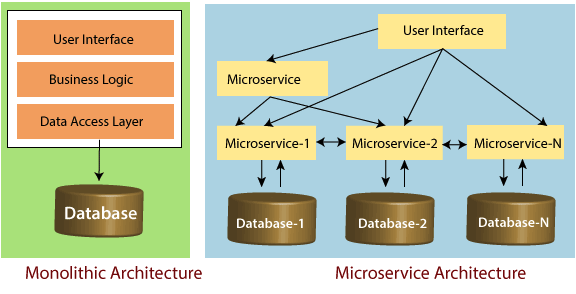 User Interface
Business Logic
Data Access Layer
Database
Monolithic Architecture
User Interface
Microservice
Microservice-1
Microservice-2
Microservice-N
Database-1
Database-2
Database-N
Microservice Architecture